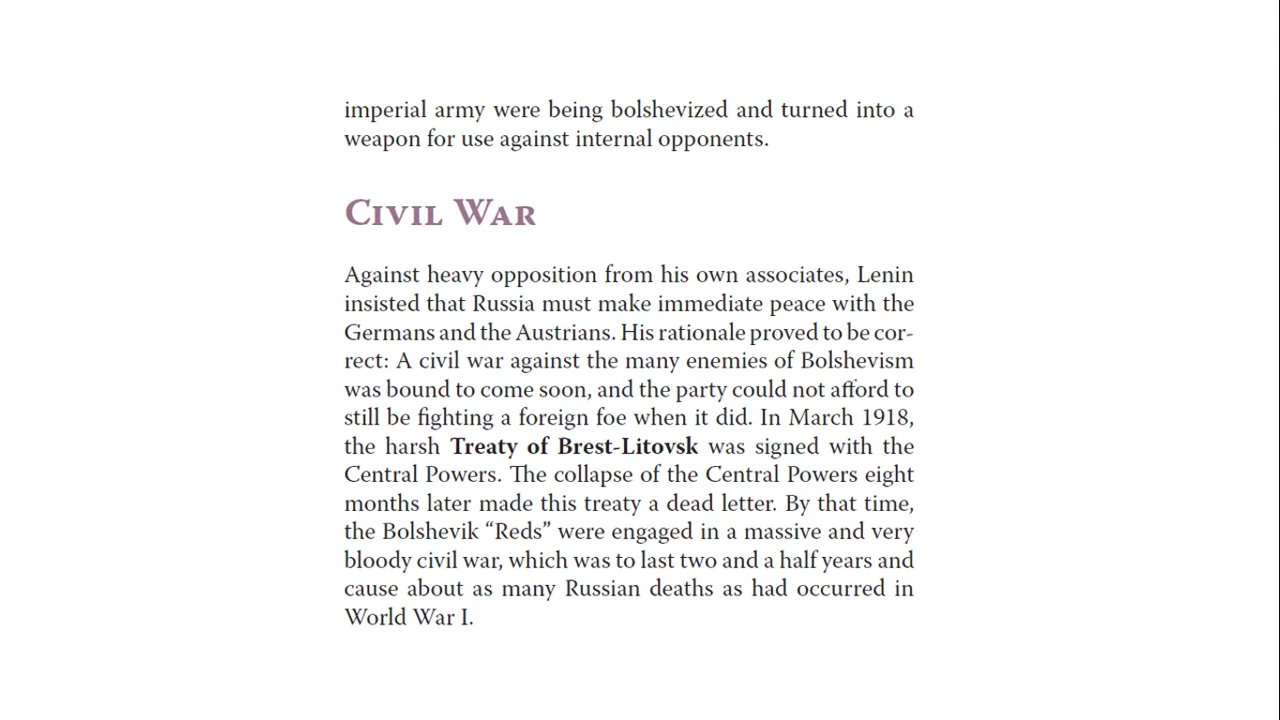 imperial army were being bolshevized and turned into a
weapon for use against internal opponents.
Civil War
Against heavy opposition from his own associates, Lenin
insisted that Russia must make immediate peace with the
Germans and the Austrians. His rationale proved to be cor-
rect: A civil war against the many enemies of Bolshevism
was bound to come soon, and the party could not afford to
still be fighting a foreign foe when it did. In March 1918,
the harsh Treaty of Brest-Litovsk was signed with the
Central Powers. The collapse of the Central Powers eight
months later made this treaty a dead letter. By that time,
the Bolshevik “Reds” were engaged in a massive and very
bloody civil war, which was to last two and a half years and
cause about as many Russian deaths as had occurred in
World War I.